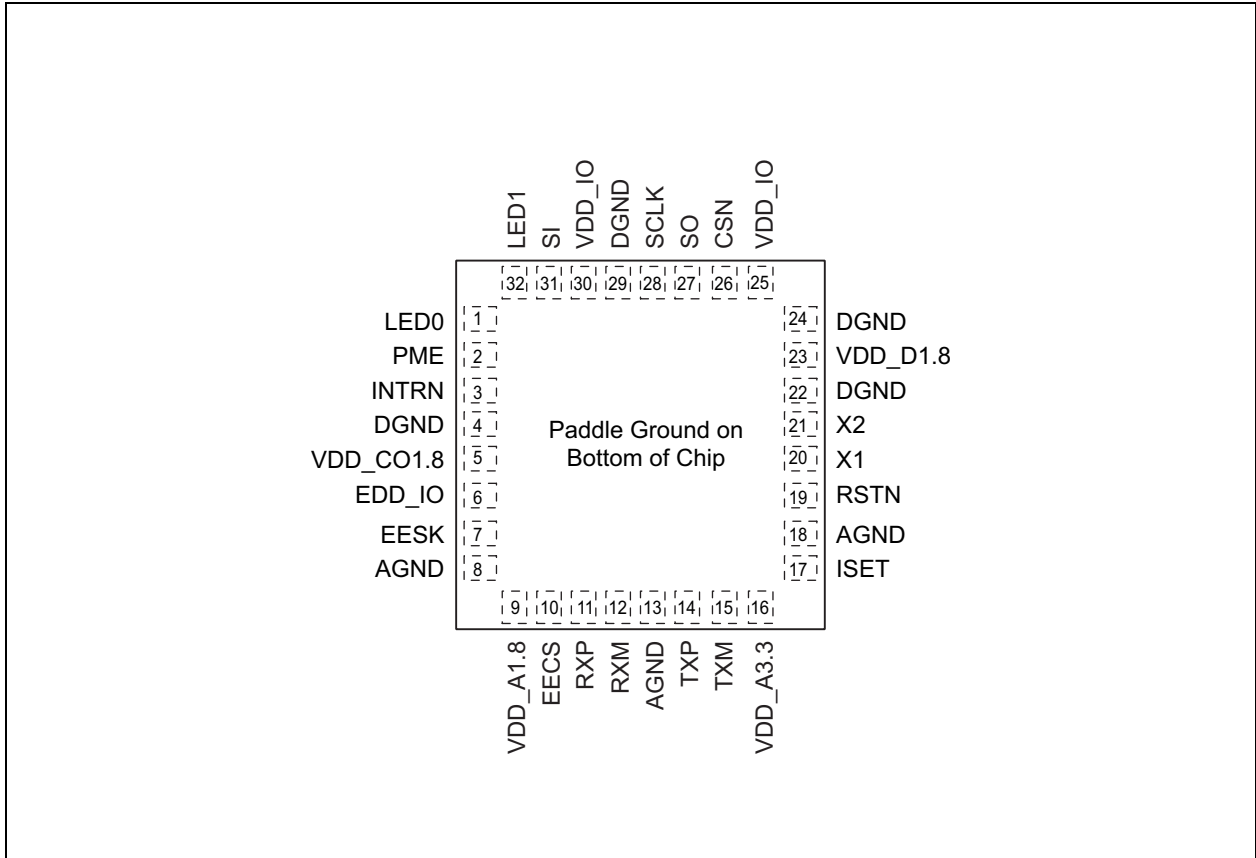 LED1
SI
VDD_IO
DGND
SCLK
SO
CSN
VDD_IO
32 31 30 29 28 27 26 25
LED0 1
PME 2
INTRN 3
DGND 4
VDD_CO1.8 5
EDD_IO 6
EESK 7
AGND 8
Paddle Ground on
Bottom of Chip
24 DGND
23 VDD_D1.8
22 DGND
21 X2
20 X1
19 RSTN
18 AGND
17 ISET
9 10 11 12 13 14 15 16
VDD_A1.8
EECS
RXP
RXM
AGND
TXP
TXM
VDD_A3.3